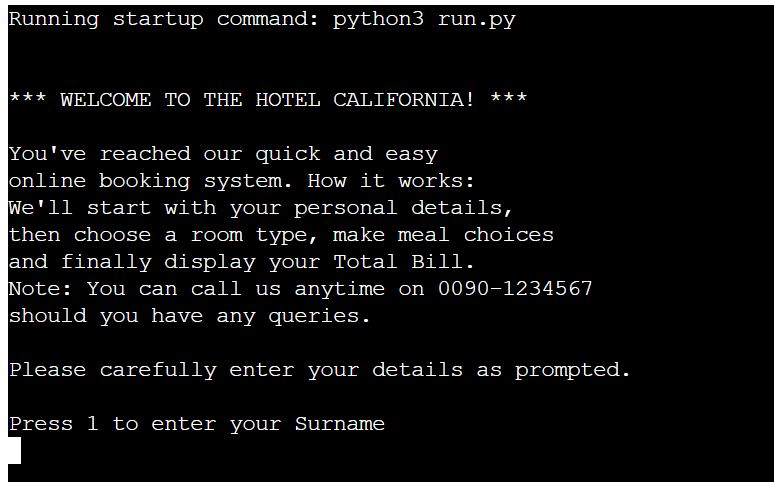 Running startup command: python3 run.py
*** WELCOME TO THE HOTEL CALIFORNIA! ***
You've reached our quick and easy
online booking system. How it works:
We'll start with your personal details,
then choose a room type, make meal choices
and finally display your Total Bill.
Note: You can call us anytime on 0090-1234567
should you have any queries.
Please carefully enter your details as prompted.
Press 1 to enter your Surname